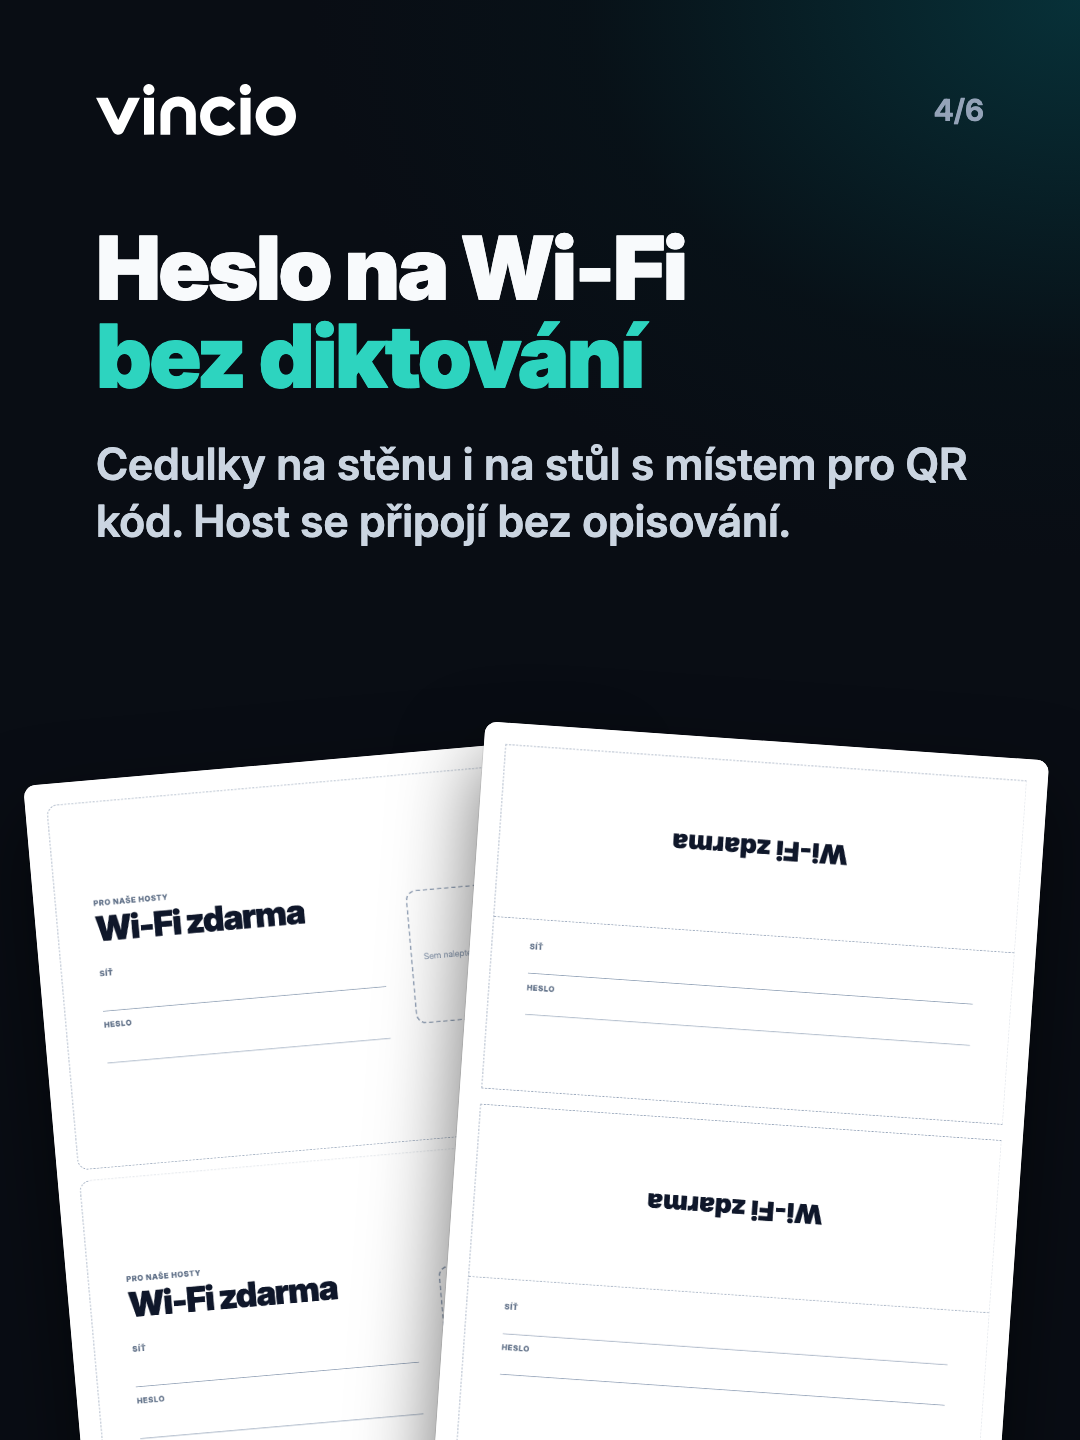 vincio
4/6
Heslo na Wi-Fi
bez diktování
Cedulky na stěnu i na stůl s místem pro QR
kód. Host se připojí bez opisování.
PRO NAŠE HOSTY
Wi-Fi zdarma
SÍŤ
HESLO
Sem nalepte
PRO NAŠE HOSTY
Wi-Fi zdarma
SÍŤ
HESLO
Wi-Fi zdarma
SÍŤ
HESLO
Wi-Fi zdarma
SÍŤ
HESLO